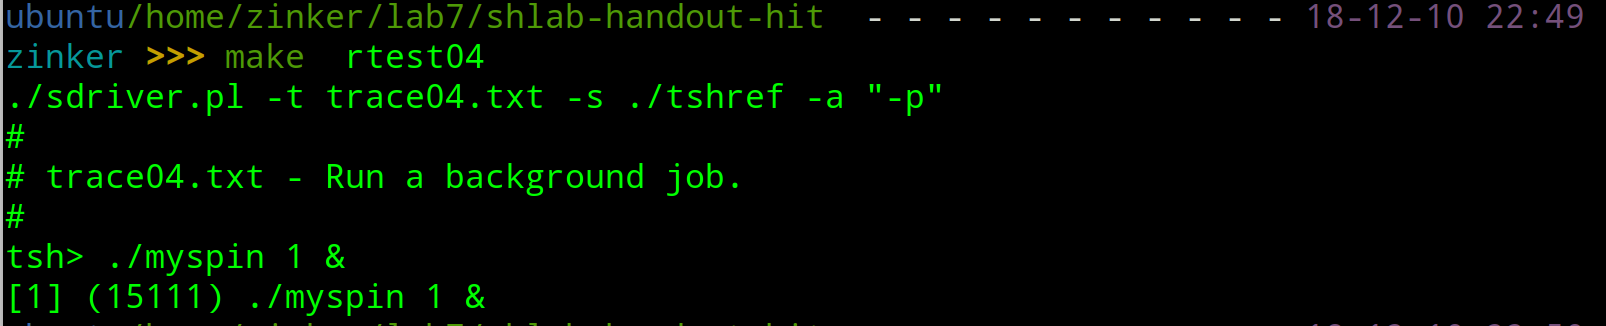 ubuntu/home/zinker/lab7/shlab-handout-hit - - - - - - - - - - - 18-12-10 22:49
zinker >>> make  rtest04
./sdriver.pl -t trace04.txt -s ./tshref -a "-p"
#
# trace04.txt - Run a background job.
#
tsh> ./myspin 1 &
[1] (15111) ./myspin 1 &